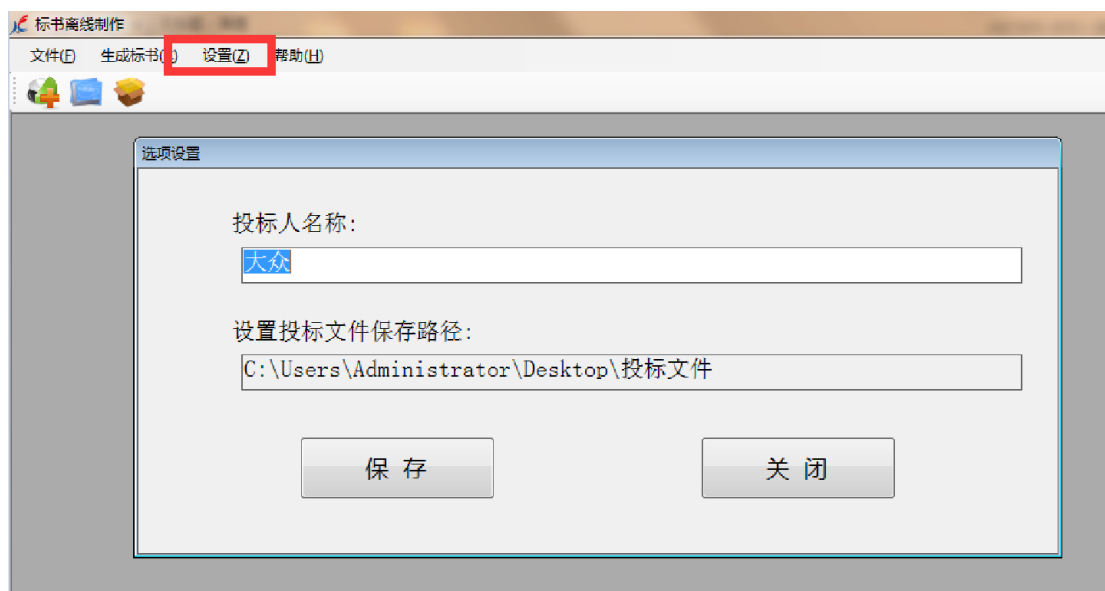 标书离线制作
文件(F) 生成标书( ) 设置(Z) 帮助(H)
选项设置
投标人名称:
大众
设置投标文件保存路径:
C:\Users\Administrator\Desktop\投标文件
保 存
关 闭